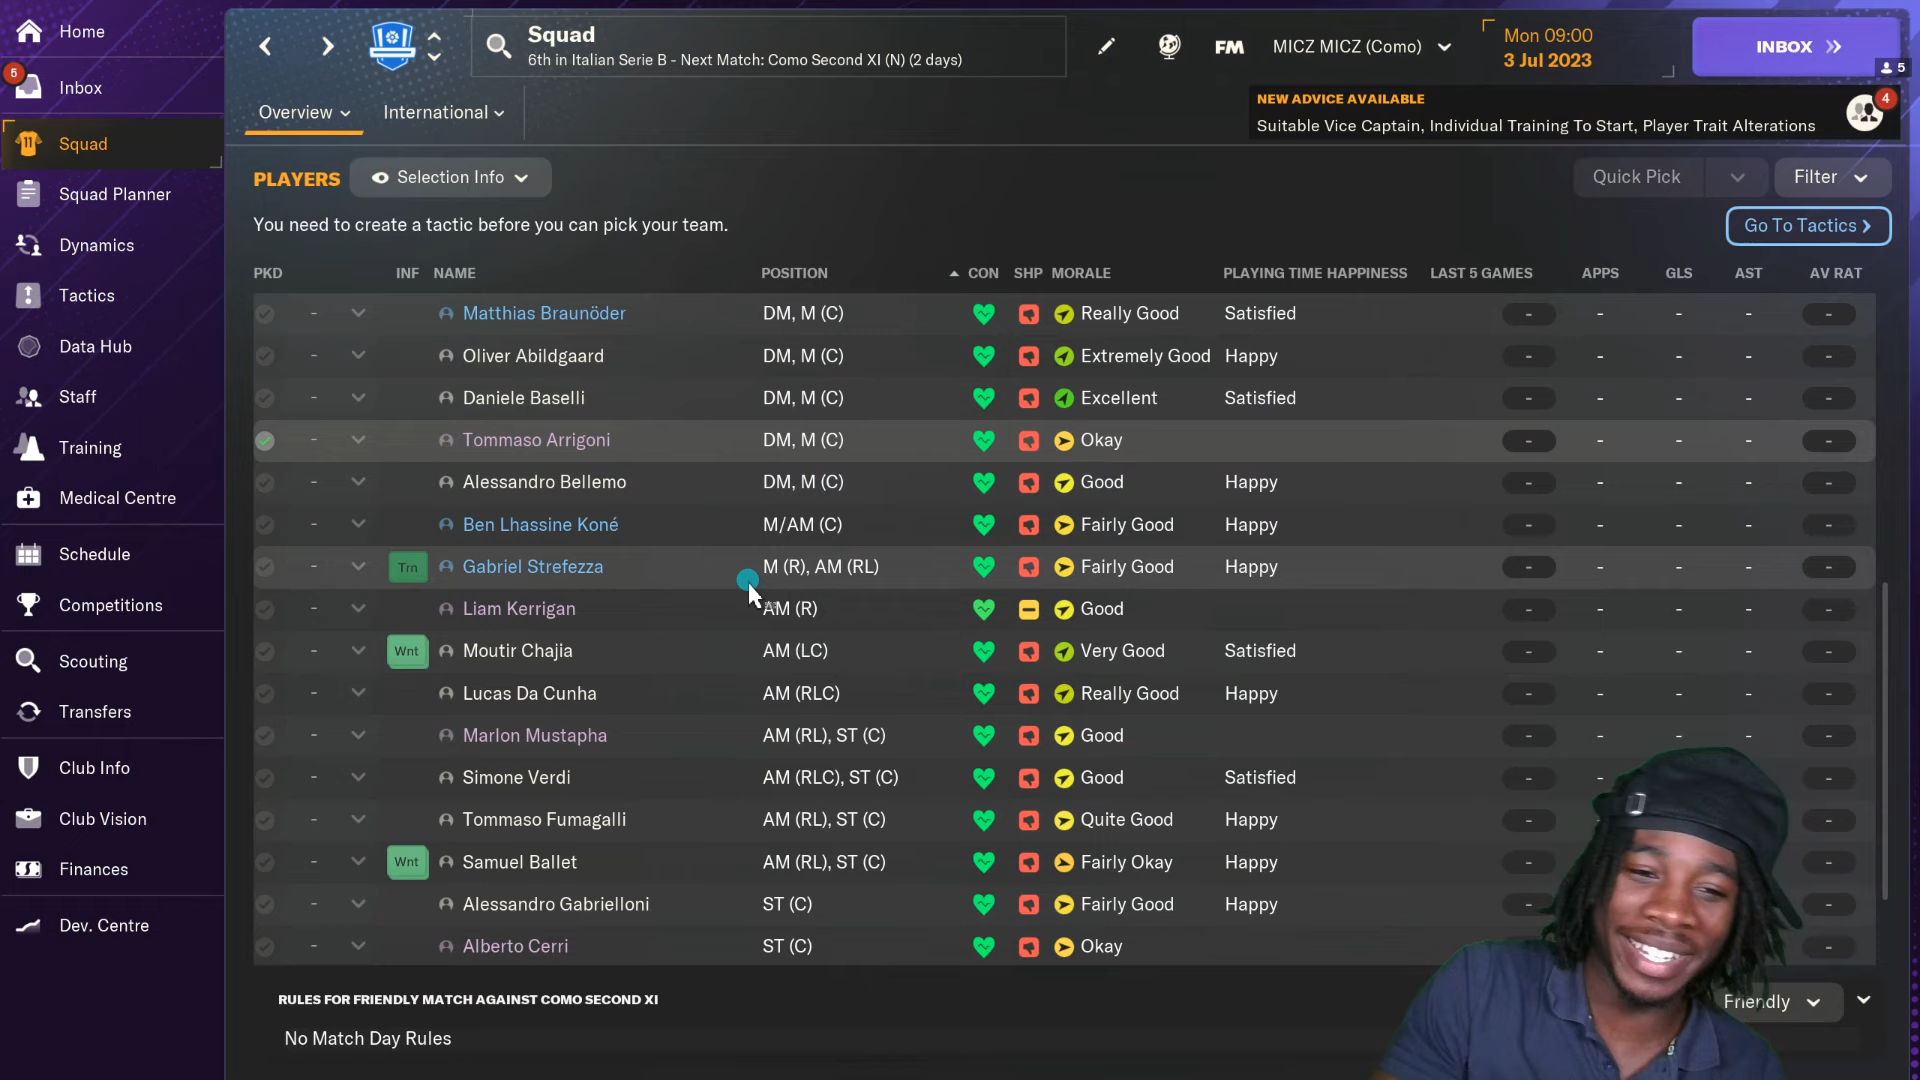 Home
5
Inbox
11
Squad
Squad Planner
Dynamics
Tactics
Data Hub
Staff
Training
Medical Centre
Schedule
Competitions
Scouting
Transfers
Club Info
Club Vision
Finances
Dev. Centre
Squad
6th in Italian Serie B - Next Match: Como Second XI (N) (2 days)
FM
MICZ MICZ (Como)
Mon 09:00
3 Jul 2023
INBOX
5
Overview
International
NEW ADVICE AVAILABLE
Suitable Vice Captain, Individual Training To Start, Player Trait Alterations
4
PLAYERS
Selection Info
Quick Pick
Filter
You need to create a tactic before you can pick your team.
Go To Tactics
PKD INF NAME POSITION CON SHP MORALE PLAYING TIME HAPPINESS LAST 5 GAMES APPS GLS AST AV RAT
- Matthias Braunöder DM, M (C) Really Good Satisfied - - - - -
- Oliver Abildgaard DM, M (C) Extremely Good Happy - - - - -
- Daniele Baselli DM, M (C) Excellent Satisfied - - - - -
- Tommaso Arrigoni DM, M (C) Okay - - - - -
- Alessandro Bellemo DM, M (C) Good Happy - - - - -
- Ben Lhassine Koné M/AM (C) Fairly Good Happy - - - - -
- Trn Gabriel Strefezza M (R), AM (RL) Fairly Good Happy - - - - -
- Liam Kerrigan AM (R) Good - - - - -
- Wnt Moutir Chajia AM (LC) Very Good Satisfied - - - - -
- Lucas Da Cunha AM (RLC) Really Good Happy - - - - -
- Marlon Mustapha AM (RL), ST (C) Good - - - - -
- Simone Verdi AM (RLC), ST (C) Good Satisfied - - -
- Tommaso Fumagalli AM (RL), ST (C) Quite Good Happy - -
- Wnt Samuel Ballet AM (RL), ST (C) Fairly Okay Happy - -
- Alessandro Gabrielloni ST (C) Fairly Good Happy - -
- Alberto Cerri ST (C) Okay -
RULES FOR FRIENDLY MATCH AGAINST COMO SECOND XI
Friendly
No Match Day Rules